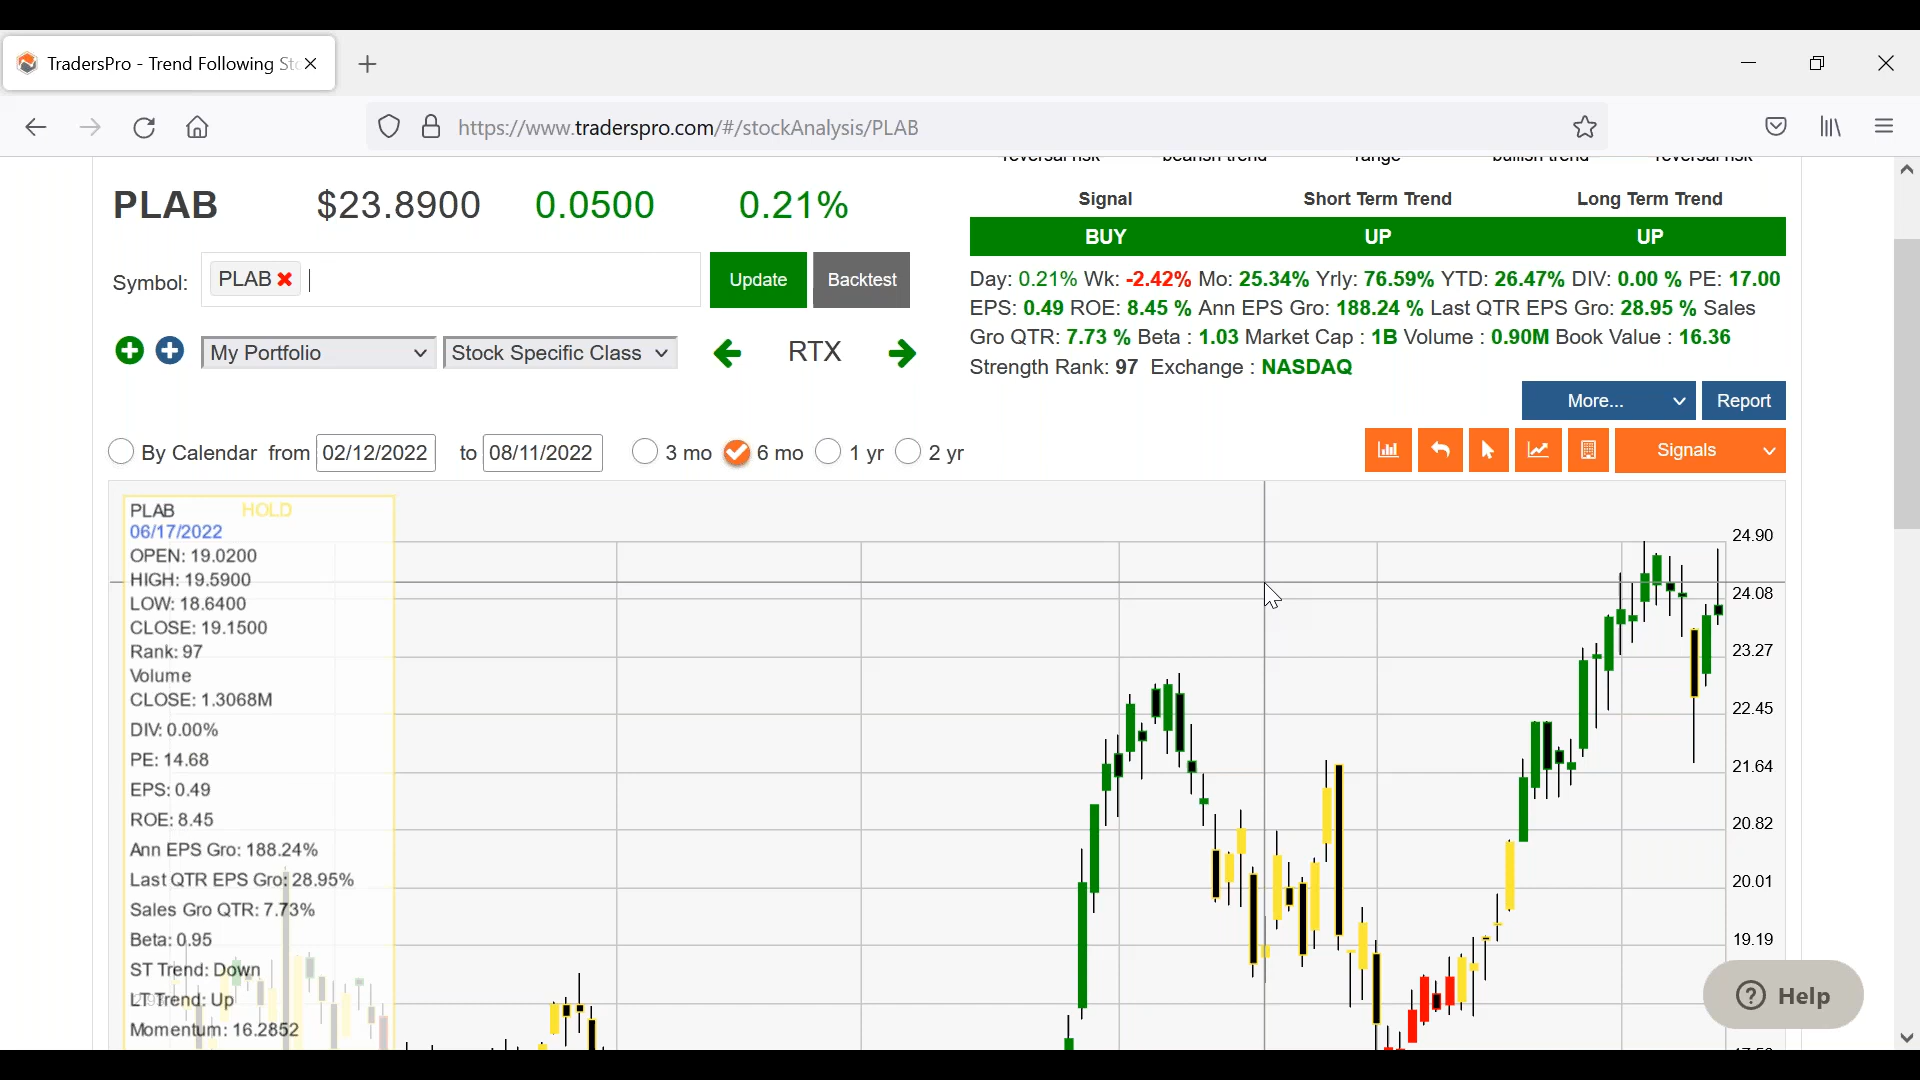 TradersPro - Trend Following Sto
https://www.traderspro.com/#/stockAnalysis/PLAB
reversal risk bearish trend range bullish trend reversal risk
PLAB $23.8900 0.0500 0.21%
Signal Short Term Trend Long Term Trend
BUY UP UP
Symbol: PLAB Update Backtest
Day: 0.21% Wk: -2.42% Mo: 25.34% Yrly: 76.59% YTD: 26.47% DIV: 0.00 % PE: 17.00
EPS: 0.49 ROE: 8.45 % Ann EPS Gro: 188.24 % Last QTR EPS Gro: 28.95 % Sales
Gro QTR: 7.73 % Beta : 1.03 Market Cap : 1B Volume : 0.90M Book Value : 16.36
Strength Rank: 97 Exchange : NASDAQ
My Portfolio Stock Specific Class RTX
More... Report
By Calendar from 02/12/2022 to 08/11/2022 3 mo 6 mo 1 yr 2 yr
Signals
PLAB HOLD
06/17/2022
OPEN: 19.0200
HIGH: 19.5900
LOW: 18.6400
CLOSE: 19.1500
Rank: 97
Volume
CLOSE: 1.3068M
DIV: 0.00%
PE: 14.68
EPS: 0.49
ROE: 8.45
Ann EPS Gro: 188.24%
Last QTR EPS Gro: 28.95%
Sales Gro QTR: 7.73%
Beta: 0.95
ST Trend: Down
LT Trend: Up
Momentum: 16.2852
24.90
24.08
23.27
22.45
21.64
20.82
20.01
19.19
Help